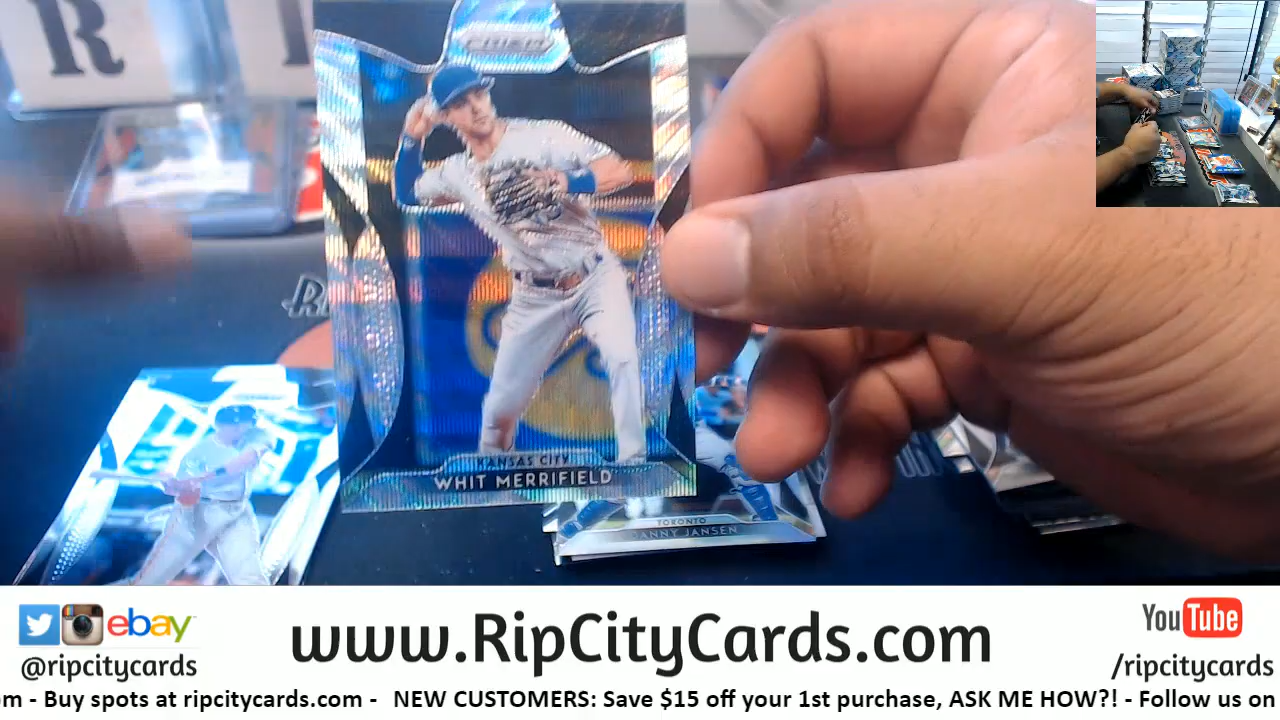 R
PRIZM
KANSAS CITY
WHIT MERRIFIELD
TORONTO
DANNY JANSEN
ebay
@ripcitycards
www.RipCityCards.com
YouTube
/ripcitycards
om - Buy spots at ripcitycards.com - NEW CUSTOMERS: Save $15 off your 1st purchase, ASK ME HOW?! - Follow us on